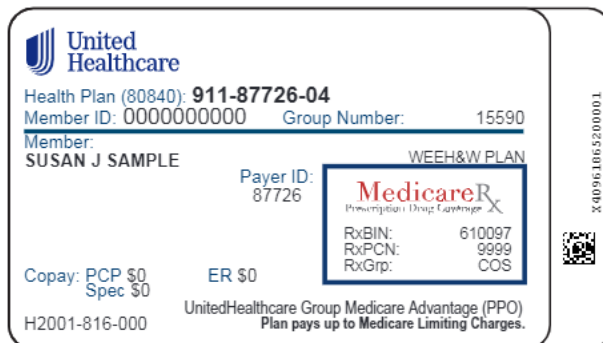 United
Healthcare
Health Plan (80840): 911-87726-04
Member ID: 0000000000 Group Number: 15590
Member:
SUSAN J SAMPLE
WEEH&W PLAN
Payer ID:
87726
MedicareRx
Prescription Drug Coverage
RxBIN: 610097
RxPCN: 9999
RxGrp: COS
Copay: PCP $0 ER $0
Spec $0
UnitedHealthcare Group Medicare Advantage (PPO)
H2001-816-000 Plan pays up to Medicare Limiting Charges.
X40961865200001